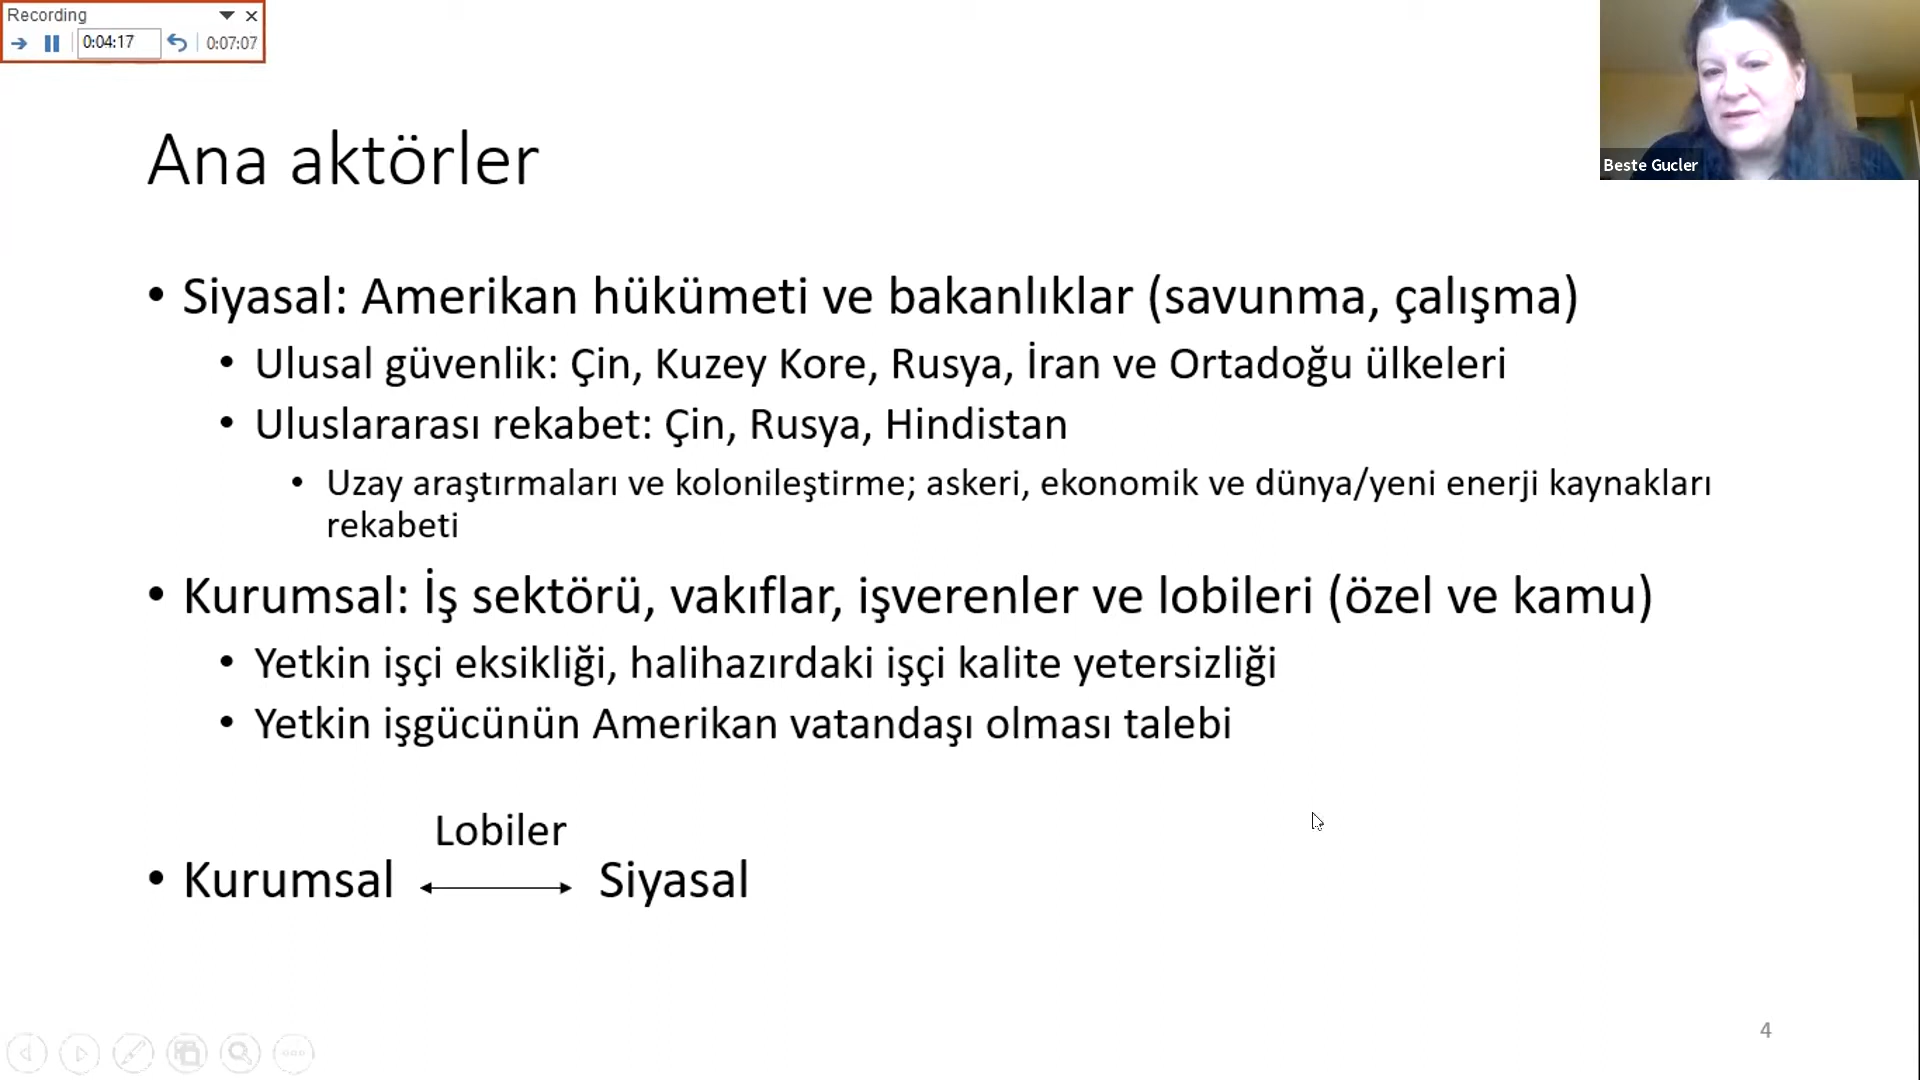 Recording
0:04:17
0:07:07
Beste Gucler
Ana aktörler
• Siyasal: Amerikan hükümeti ve bakanlıklar (savunma, çalışma)
• Ulusal güvenlik: Çin, Kuzey Kore, Rusya, İran ve Ortadoğu ülkeleri
• Uluslararası rekabet: Çin, Rusya, Hindistan
• Uzay araştırmaları ve kolonileştirme; askeri, ekonomik ve dünya/yeni enerji kaynakları
rekabeti
• Kurumsal: İş sektörü, vakıflar, işverenler ve lobileri (özel ve kamu)
• Yetkin işçi eksikliği, halihazırdaki işçi kalite yetersizliği
• Yetkin işgücünün Amerikan vatandaşı olması talebi
Lobiler
• Kurumsal ↔ Siyasal
4